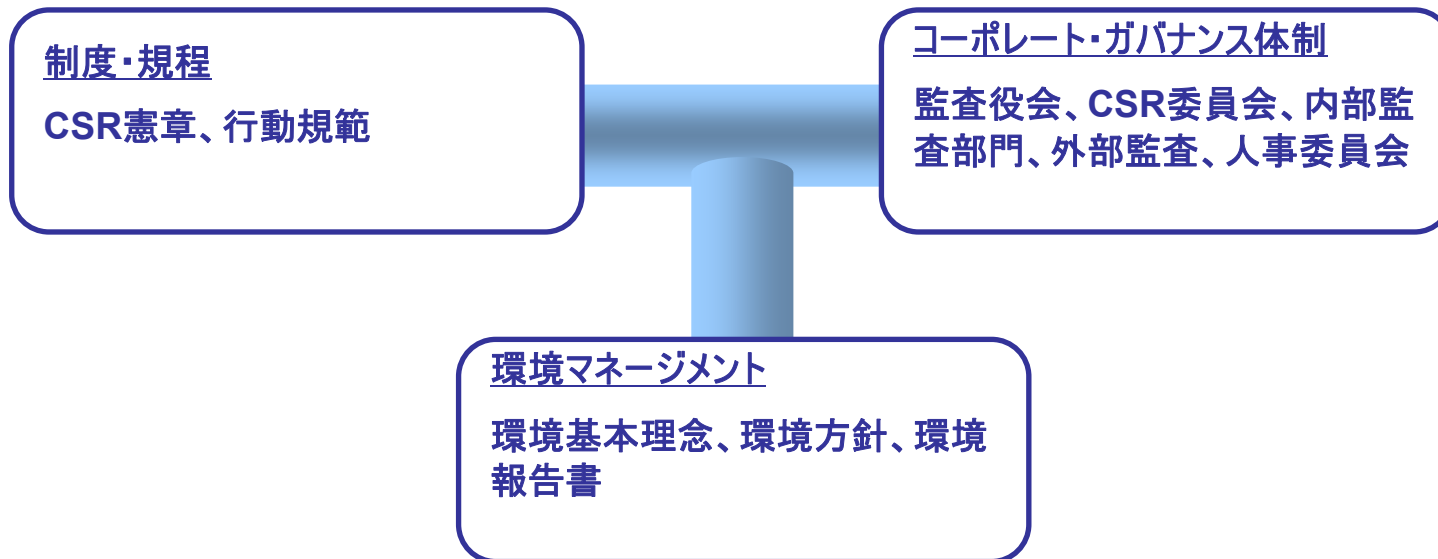 制度・規程
CSR憲章、行動規範
コーポレート・ガバナンス体制
監査役会、CSR委員会、内部監
査部門、外部監査、人事委員会
環境マネージメント
環境基本理念、環境方針、環境
報告書